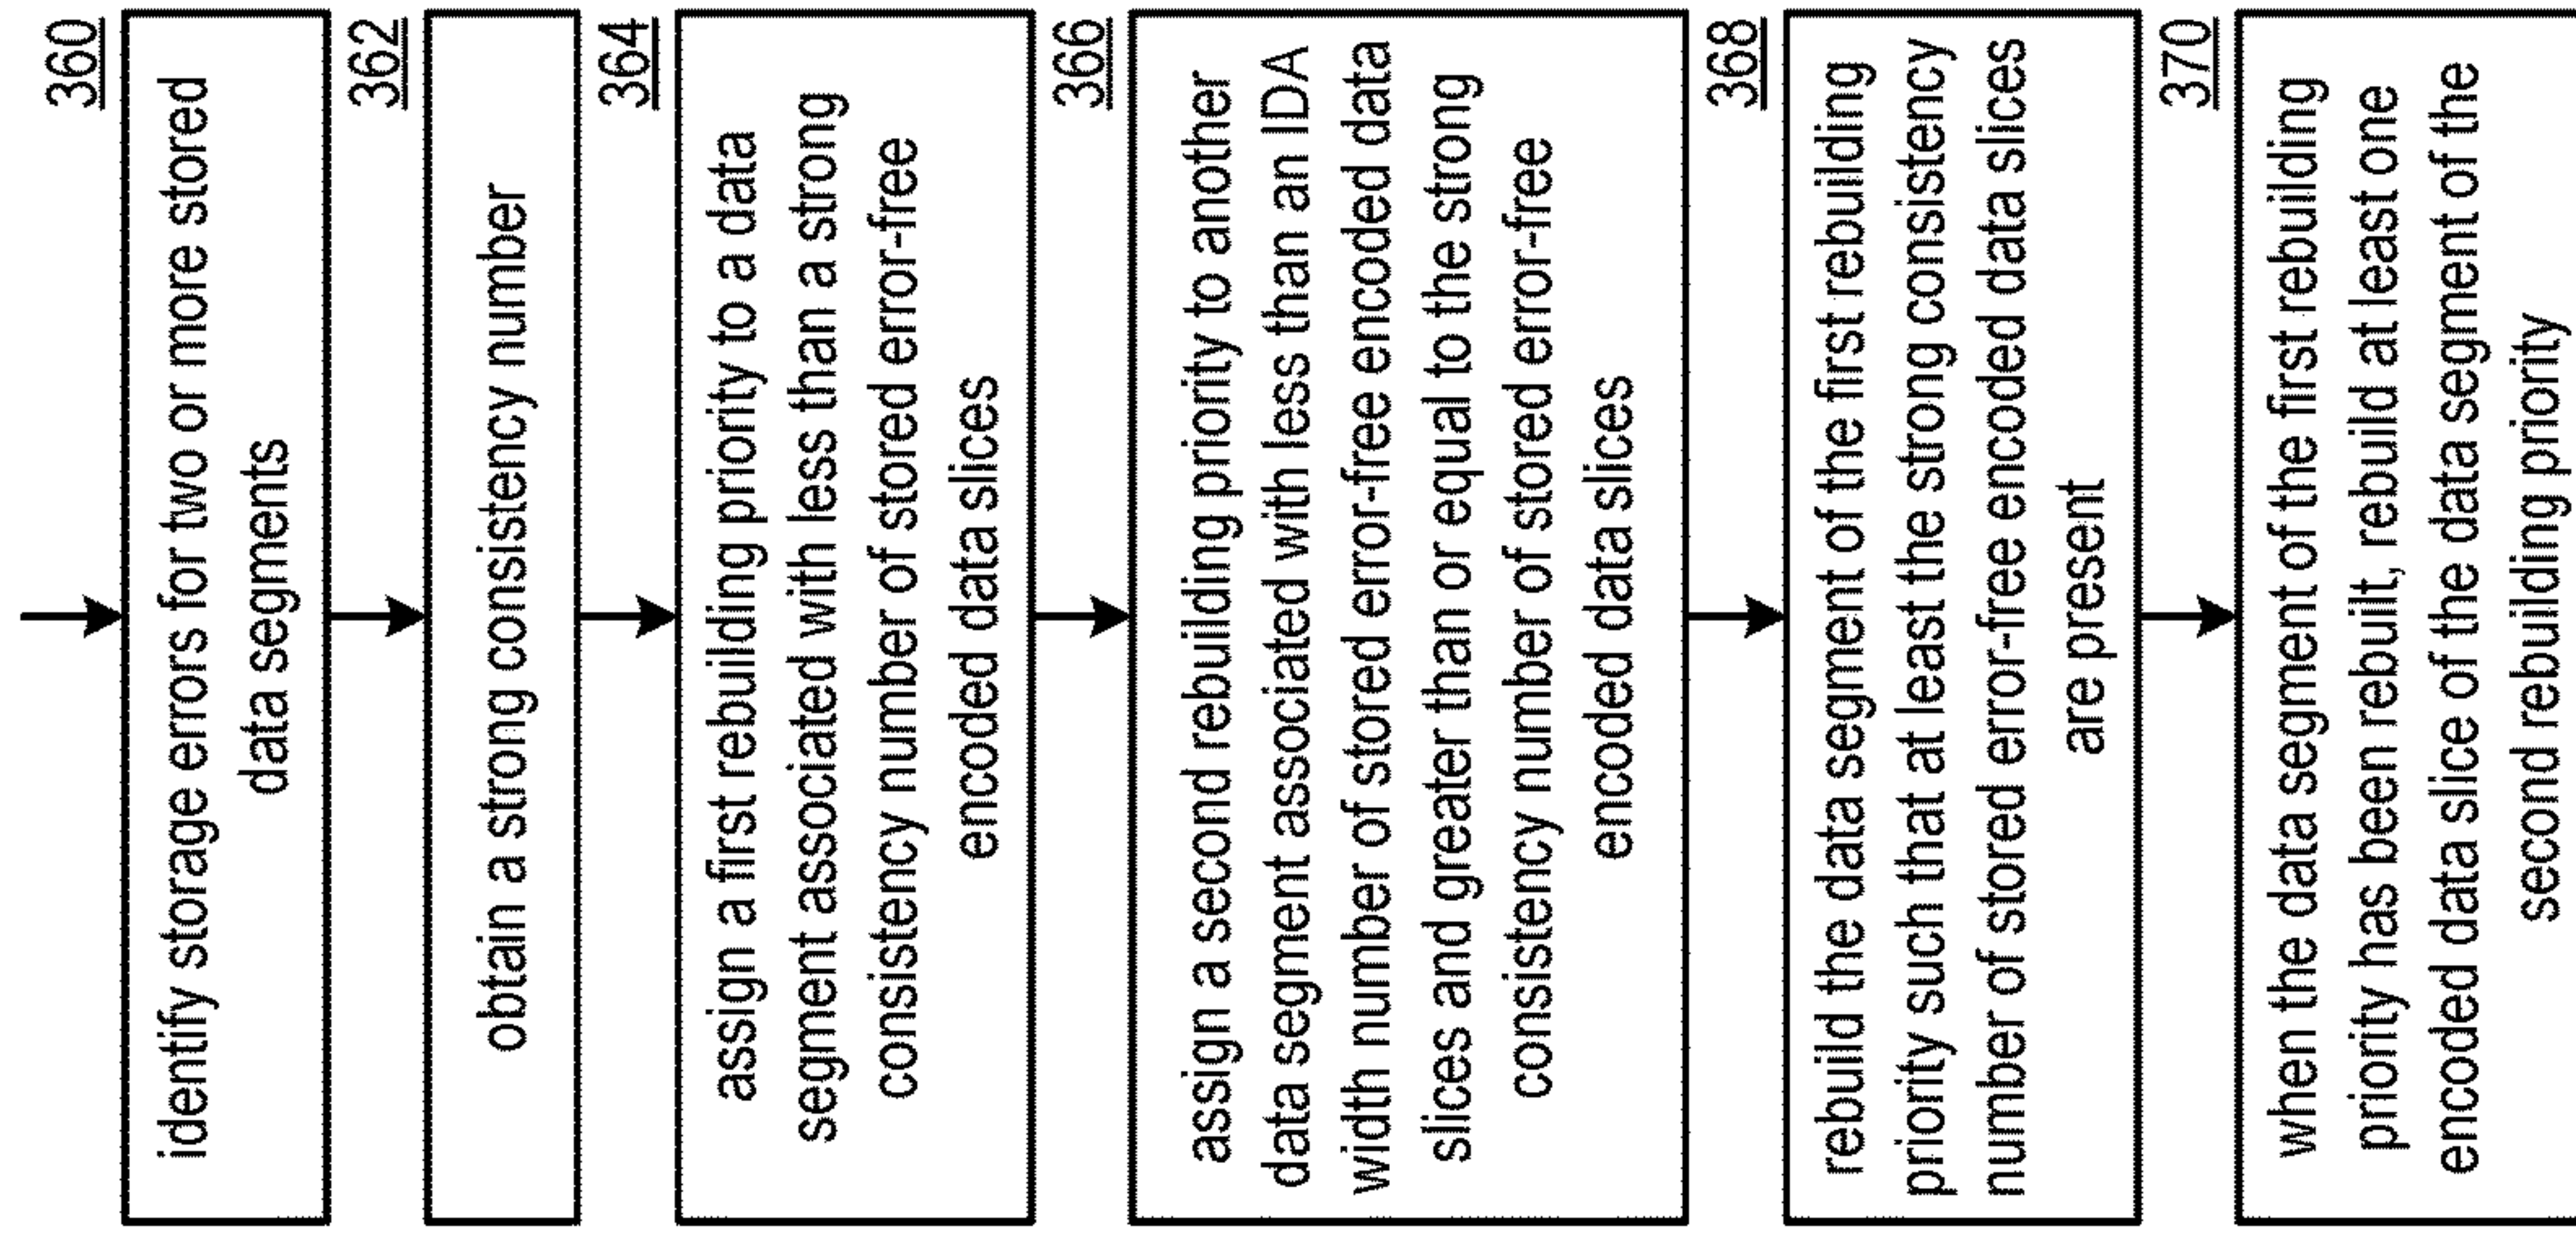 360
identify storage errors for two or more stored
data segments
362
obtain a strong consistency number
364
assign a first rebuilding priority to a data
segment associated with less than a strong
consistency number of stored error-free
encoded data slices
366
assign a second rebuilding priority to another
data segment associated with less than an IDA
width number of stored error-free encoded data
slices and greater than or equal to the strong
consistency number of stored error-free
encoded data slices
368
rebuild the data segment of the first rebuilding
priority such that at least the strong consistency
number of stored error-free encoded data slices
are present
370
when the data segment of the first rebuilding
priority has been rebuilt, rebuild at least one
encoded data slice of the data segment of the
second rebuilding priority